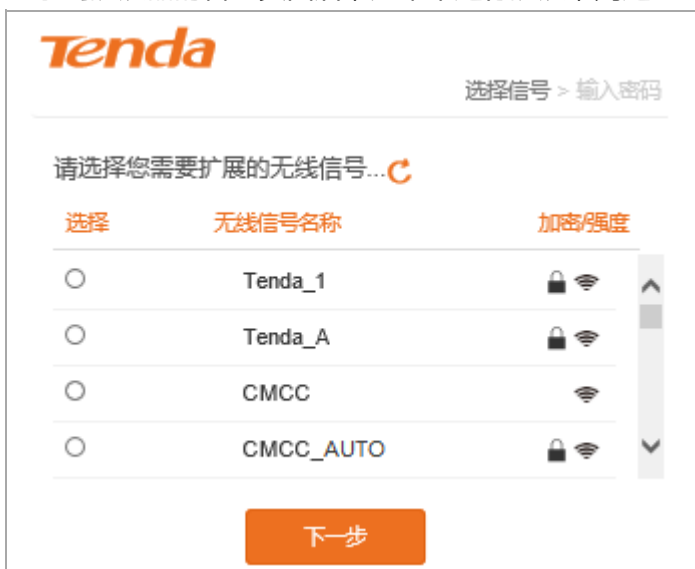 Tenda
选择信号 > 输入密码
请选择您需要扩展的无线信号...
选择 无线信号名称 加密/强度
Tenda_1
Tenda_A
CMCC
CMCC_AUTO
下一步